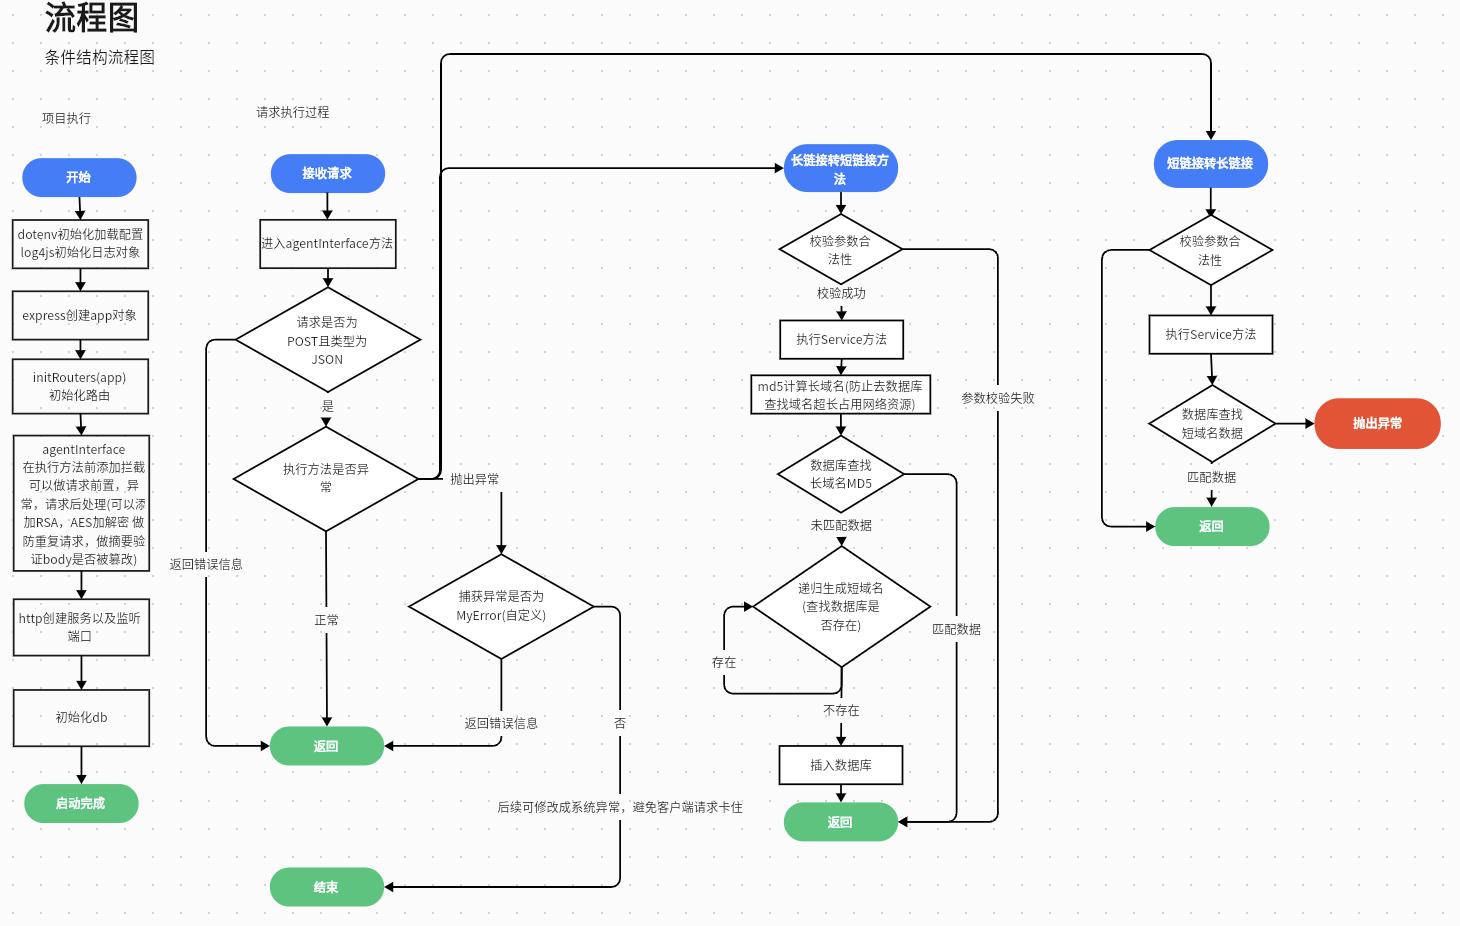 流程图
条件结构流程图
项目执行
开始
dotenv初始化加载配置
log4js初始化日志对象
express创建app对象
initRouters(app)
初始化路由
agentInterface
在执行方法前添加拦截
可以做请求前置，异
常，请求后处理(可以添
加RSA，AES加解密 做
防重复请求，做摘要验
证body是否被篡改)
http创建服务以及监听
端口
初始化db
启动完成
请求执行过程
接收请求
进入agentInterface方法
请求是否为
POST且类型为
JSON
是
执行方法是否异
常
抛出异常
返回错误信息
正常
捕获异常是否为
MyError(自定义)
返回错误信息
否
返回
后续可修改成系统异常，避免客户端请求卡住
结束
长链接转短链接方
法
校验参数合
法性
校验成功
执行Service方法
md5计算长域名(防止去数据库
查找域名超长占用网络资源)
参数校验失败
数据库查找
长域名MD5
未匹配数据
递归生成短域名
(查找数据库是
否存在)
匹配数据
存在
不存在
插入数据库
返回
短链接转长链接
校验参数合
法性
执行Service方法
数据库查找
短域名数据
抛出异常
匹配数据
返回